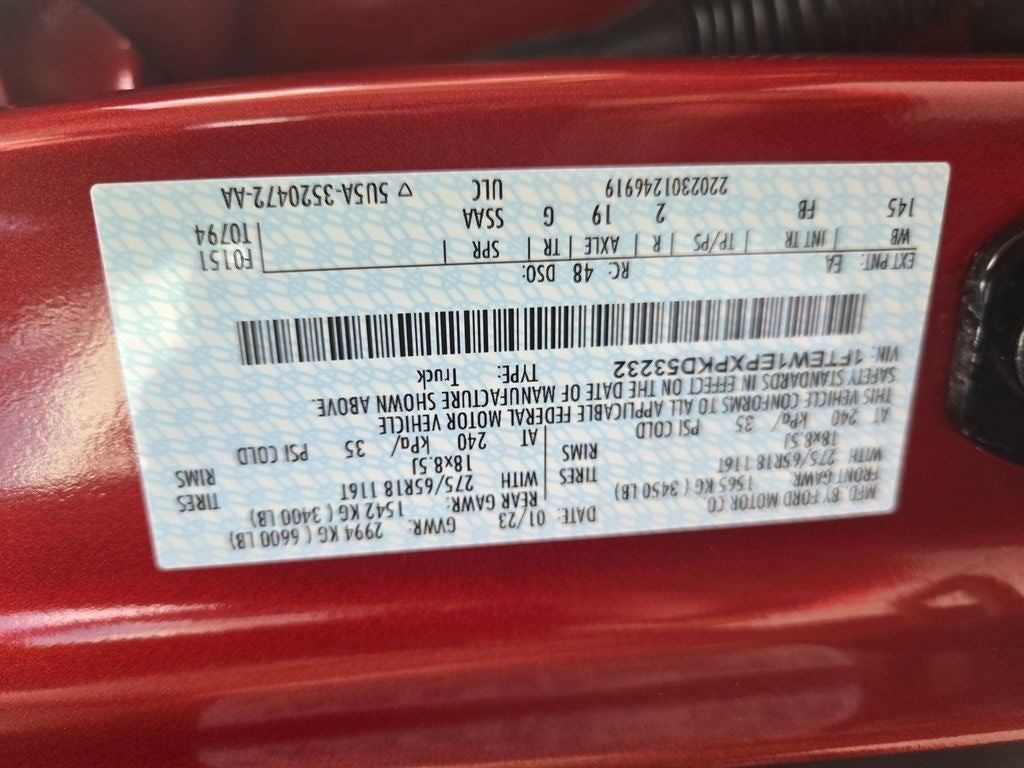 MFD BY FORD MOTOR CO DATE: 01/23 GVWR: 2994 KG ( 6600 LB)
FRONT GAWR: 1565 KG ( 3450 LB) REAR GAWR: 1542 KG ( 3400 LB)
WITH 275/65R18 116T TIRES WITH 275/65R18 116T TIRES
18x8.5J RIMS 18x8.5J RIMS
AT 240 kPa/ 35 PSI COLD AT 240 kPa/ 35 PSI COLD
THIS VEHICLE CONFORMS TO ALL APPLICABLE FEDERAL MOTOR VEHICLE
SAFETY STANDARDS IN EFFECT ON THE DATE OF MANUFACTURE SHOWN ABOVE.
VIN: 1FTEW1EPXPKD53232 TYPE: Truck
EXT PNT: EA RC: 48 DSO: F0151
WB | INT TR | TP/PS | R | AXLE | TR | SPR | T0794
145 FB 2 19 G SSAA
2202301246919 ULC ▽ 5U5A-3520472-AA